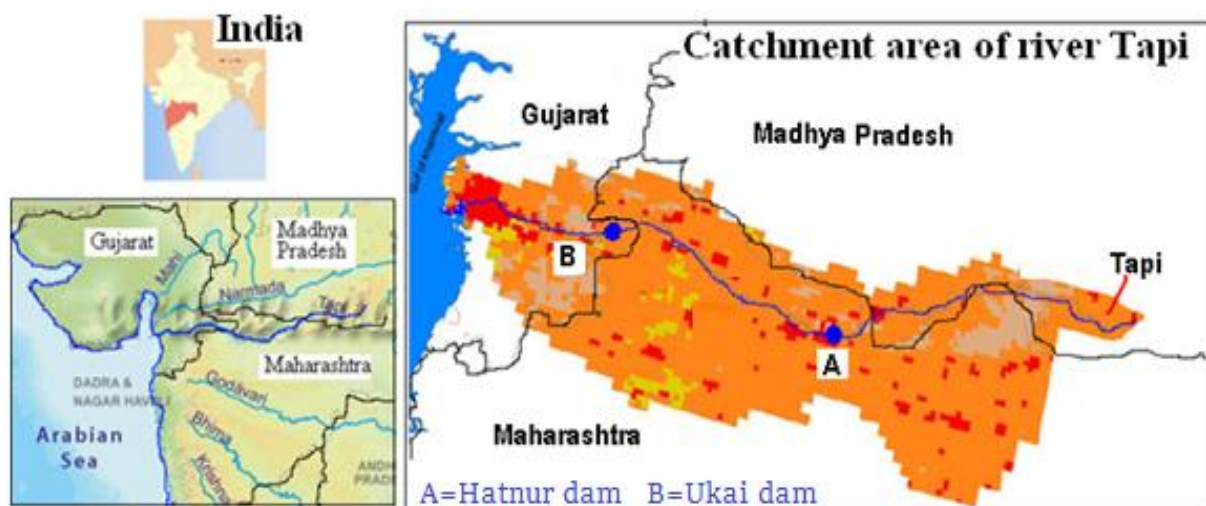 India
Gujarat
Mahi
Madhya
Pradesh
Narmada
Tapi
Maharashtra
DADRA &
NAGAR HAVELI
Godavari
Bhima
Krishna
Arabian
Sea
Catchment area of river Tapi
Gujarat
Madhya Pradesh
B
Tapi
A
Maharashtra
A=Hatnur dam B=Ukai dam